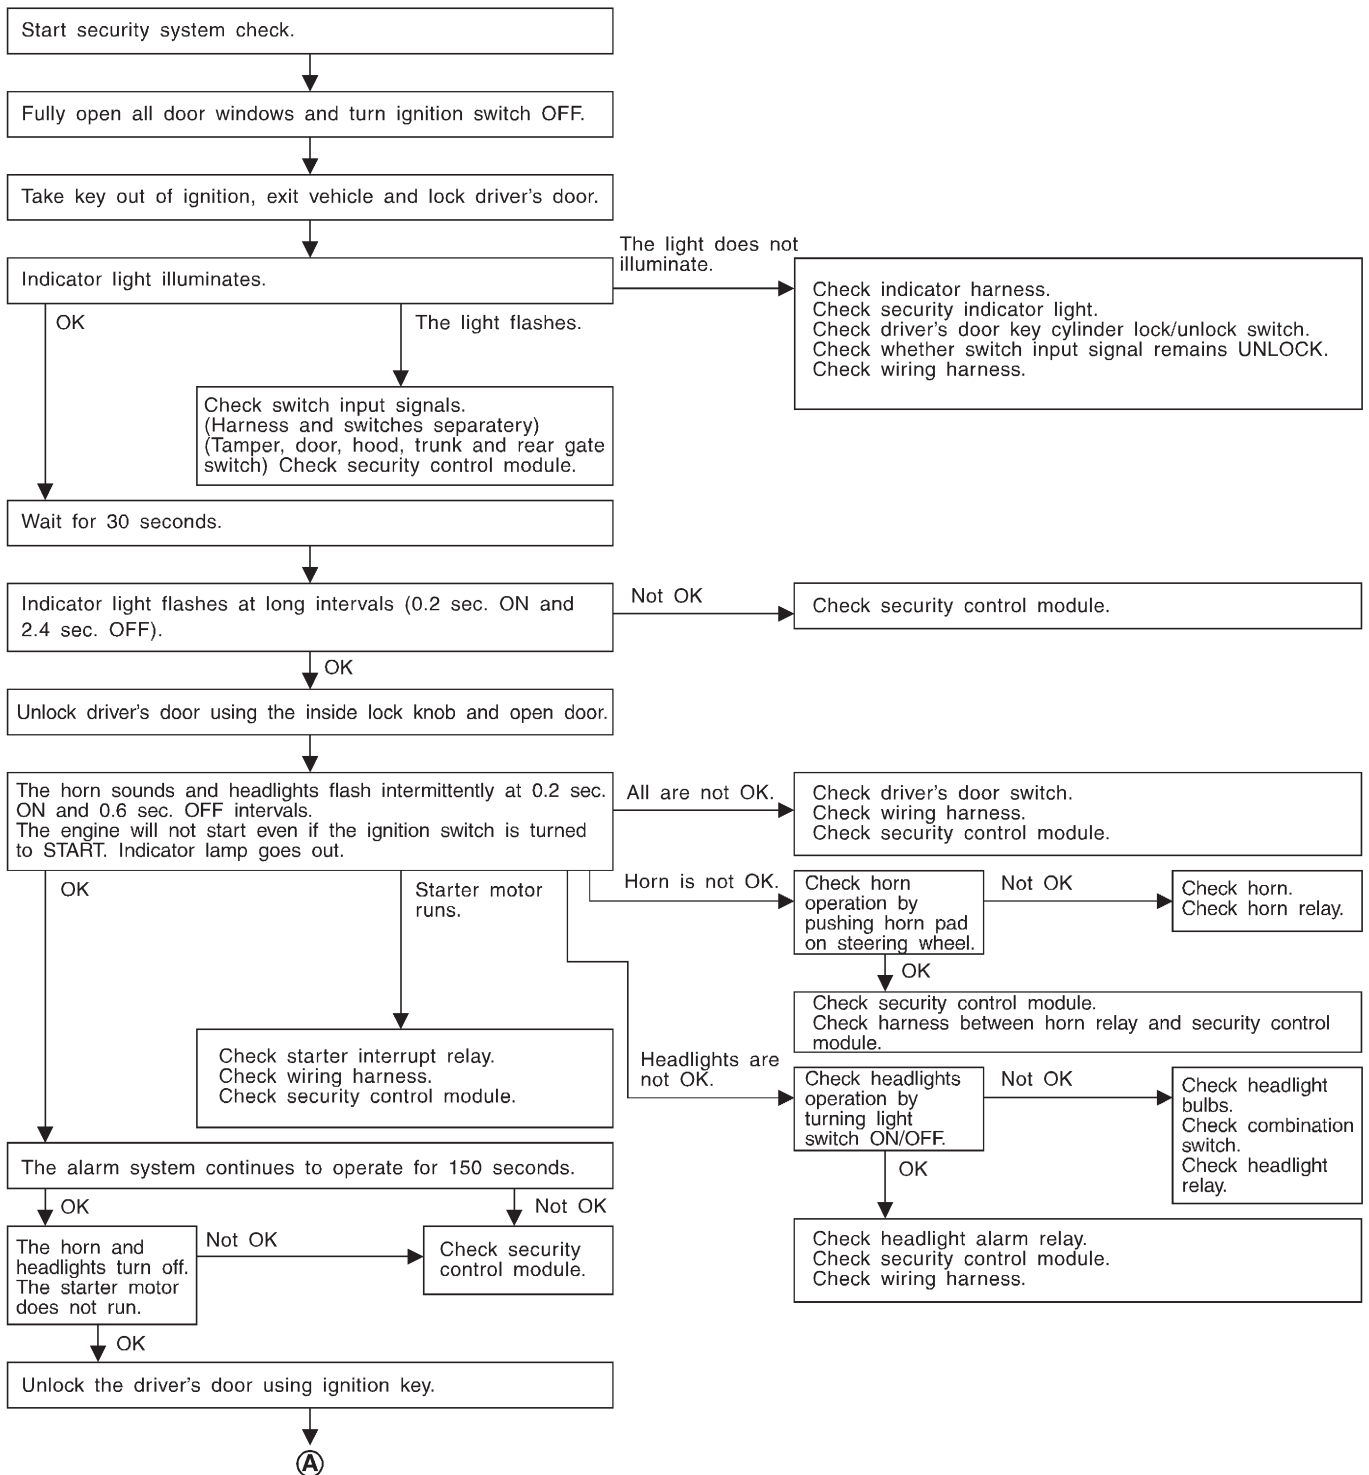 Start security system check.
Fully open all door windows and turn ignition switch OFF.
Take key out of ignition, exit vehicle and lock driver's door.
The light does not
illuminate.
Indicator light illuminates.
Check indicator harness.
Check security indicator light.
Check driver's door key cylinder lock/unlock switch.
Check whether switch input signal remains UNLOCK.
Check wiring harness.
OK
The light flashes.
Check switch input signals.
(Harness and switches separatery)
(Tamper, door, hood, trunk and rear gate
switch) Check security control module.
Wait for 30 seconds.
Indicator light flashes at long intervals (0.2 sec. ON and
2.4 sec. OFF).
Not OK
Check security control module.
OK
Unlock driver's door using the inside lock knob and open door.
The horn sounds and headlights flash intermittently at 0.2 sec.
ON and 0.6 sec. OFF intervals.
The engine will not start even if the ignition switch is turned
to START. Indicator lamp goes out.
All are not OK.
Check driver's door switch.
Check wiring harness.
Check security control module.
OK
Starter motor
runs.
Horn is not OK.
Check horn
operation by
pushing horn pad
on steering wheel.
Not OK
Check horn.
Check horn relay.
OK
Check security control module.
Check harness between horn relay and security control
module.
Check starter interrupt relay.
Check wiring harness.
Check security control module.
Headlights are
not OK.
Check headlights
operation by
turning light
switch ON/OFF.
Not OK
Check headlight
bulbs.
Check combination
switch.
Check headlight
relay.
OK
Check headlight alarm relay.
Check security control module.
Check wiring harness.
The alarm system continues to operate for 150 seconds.
OK
Not OK
The horn and
headlights turn off.
The starter motor
does not run.
Not OK
Check security
control module.
OK
Unlock the driver's door using ignition key.
A